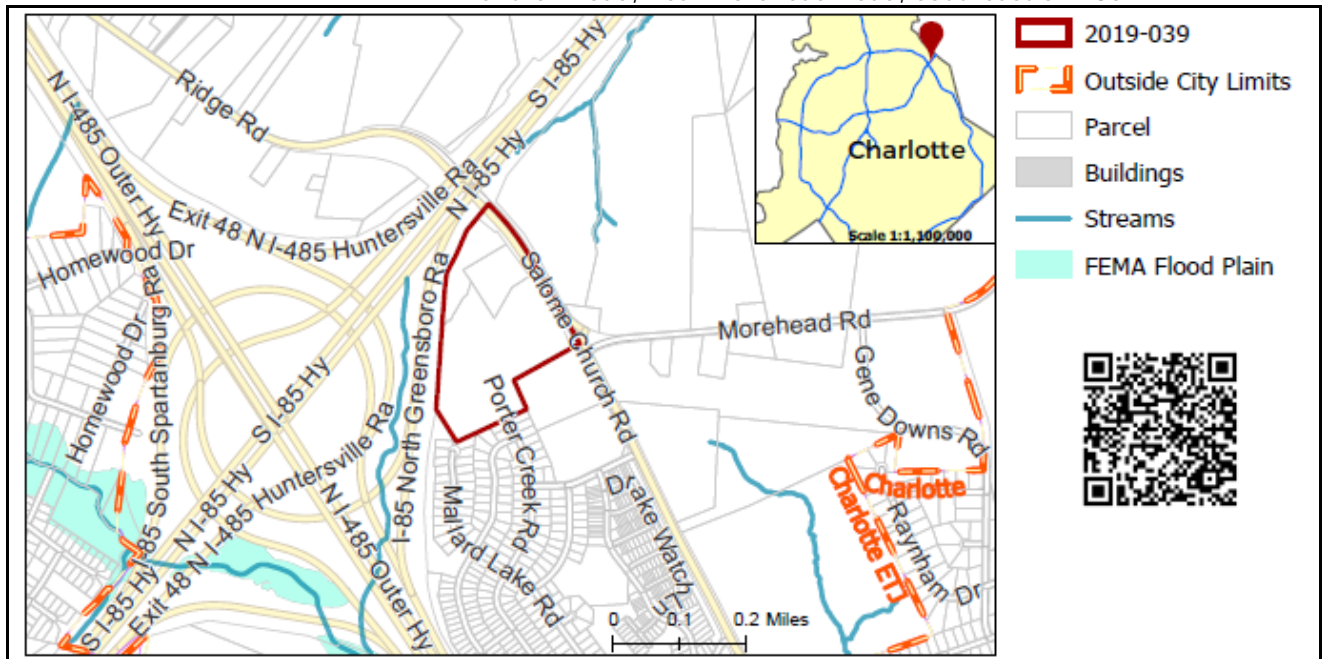 N I-485 Outer Hy
Ridge Rd
S I-85 Hy
N I-85 Hy
Exit 48 N I-485 Huntersville Ra
Charlotte
Scale 1:1,100,000
Homewood Dr
Homewood Dr
I-85 South Spartanburg Ra
S I-85 Hy
I-85 North Greensboro Ra
Salome Church Rd
Morehead Rd
Gene Downs Rd
Porter Creek Rd
Mallard Lake Rd
Drake Watch L
N I-85 Hy
S I-85 Hy
Exit 48 N I-485 Huntersville Ra
N I-485 Outer Hy
Charlotte
Charlotte ETJ
Raynham Dr
0 0.1 0.2 Miles
2019-039
Outside City Limits
Parcel
Buildings
Streams
FEMA Flood Plain